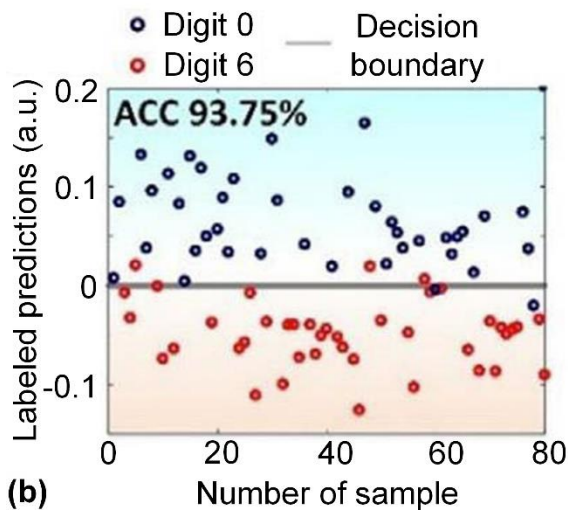 Digit 0
Digit 6
Decision
boundary
ACC 93.75%
Labeled predictions (a.u.)
0.2
0.1
0
-0.1
0 20 40 60 80
Number of sample
(b)